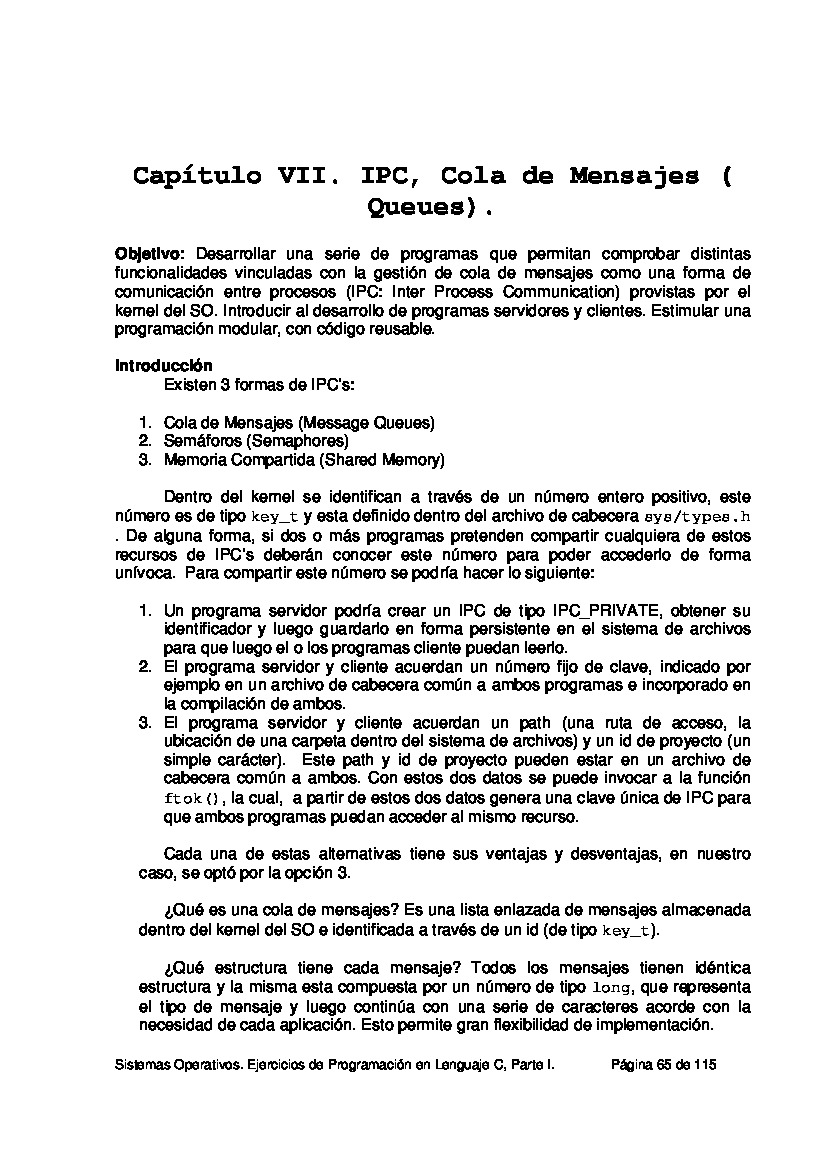 Capítulo VII. IPC, Cola de Mensajes (
Queues).
Objetivo: Desarrollar una serie de programas que permitan comprobar distintas
funcionalidades vinculadas con la gestión de cola de mensajes como una forma de
comunicación entre procesos (IPC: Inter Process Communication) provistas por el
kernel del SO. Introducir al desarrollo de programas servidores y clientes. Estimular una
programación modular, con código reusable.
Introducción
Existen 3 formas de IPC's:
1. Cola de Mensajes (Message Queues)
2. Semáforos (Semaphores)
3. Memoria Compartida (Shared Memory)
Dentro del kernel se identifican a través de un número entero positivo, este
número es de tipo key_t y esta definido dentro del archivo de cabecera sys/types.h
. De alguna forma, si dos o más programas pretenden compartir cualquiera de estos
recursos de IPC's deberán conocer este número para poder accederlo de forma
unívoca. Para compartir este número se podría hacer lo siguiente:
1. Un programa servidor podría crear un IPC de tipo IPC_PRIVATE, obtener su
identificador y luego guardarlo en forma persistente en el sistema de archivos
para que luego el o los programas cliente puedan leerlo.
2. El programa servidor y cliente acuerdan un número fijo de clave, indicado por
ejemplo en un archivo de cabecera común a ambos programas e incorporado en
la compilación de ambos.
3. El programa servidor y cliente acuerdan un path (una ruta de acceso, la
ubicación de una carpeta dentro del sistema de archivos) y un id de proyecto (un
simple carácter). Este path y id de proyecto pueden estar en un archivo de
cabecera común a ambos. Con estos dos datos se puede invocar a la función
ftok(), la cual, a partir de estos dos datos genera una clave única de IPC para
que ambos programas puedan acceder al mismo recurso.
Cada una de estas alternativas tiene sus ventajas y desventajas, en nuestro
caso, se optó por la opción 3.
¿Qué es una cola de mensajes? Es una lista enlazada de mensajes almacenada
dentro del kernel del SO e identificada a través de un id (de tipo key_t).
¿Qué estructura tiene cada mensaje? Todos los mensajes tienen idéntica
estructura y la misma esta compuesta por un número de tipo long, que representa
el tipo de mensaje y luego continúa con una serie de caracteres acorde con la
necesidad de cada aplicación. Esto permite gran flexibilidad de implementación.
Sistemas Operativos. Ejercicios de Programación en Lenguaje C, Parte I. Página 65 de 115